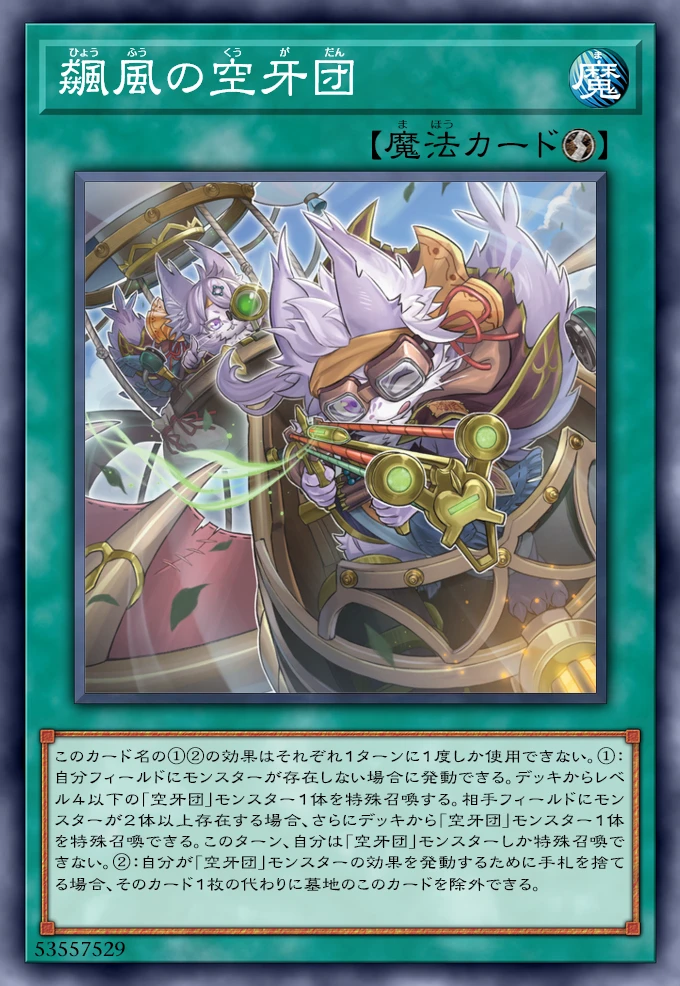 ひょう ふう くう が だん
飆風の空牙団
ま
魔
ま ほう
【魔法カード】
このカード名の①②の効果はそれぞれ1ターンに1度しか使用できない。①:
自分フィールドにモンスターが存在しない場合に発動できる。デッキからレベ
ル4以下の「空牙団」モンスター1体を特殊召喚する。相手フィールドにモン
スターが2体以上存在する場合、さらにデッキから「空牙団」モンスター1体
を特殊召喚できる。このターン、自分は「空牙団」モンスターしか特殊召喚で
きない。②:自分が「空牙団」モンスターの効果を発動するために手札を捨て
る場合、そのカード1枚の代わりに墓地のこのカードを除外できる。
53557529